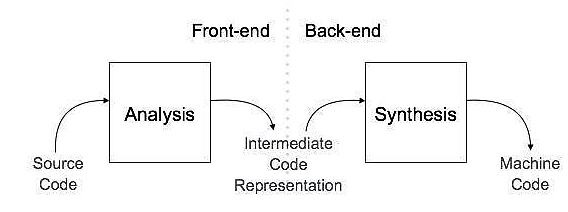 Front-end
Back-end
Analysis
Synthesis
Source
Code
Intermediate
Code
Representation
Machine
Code